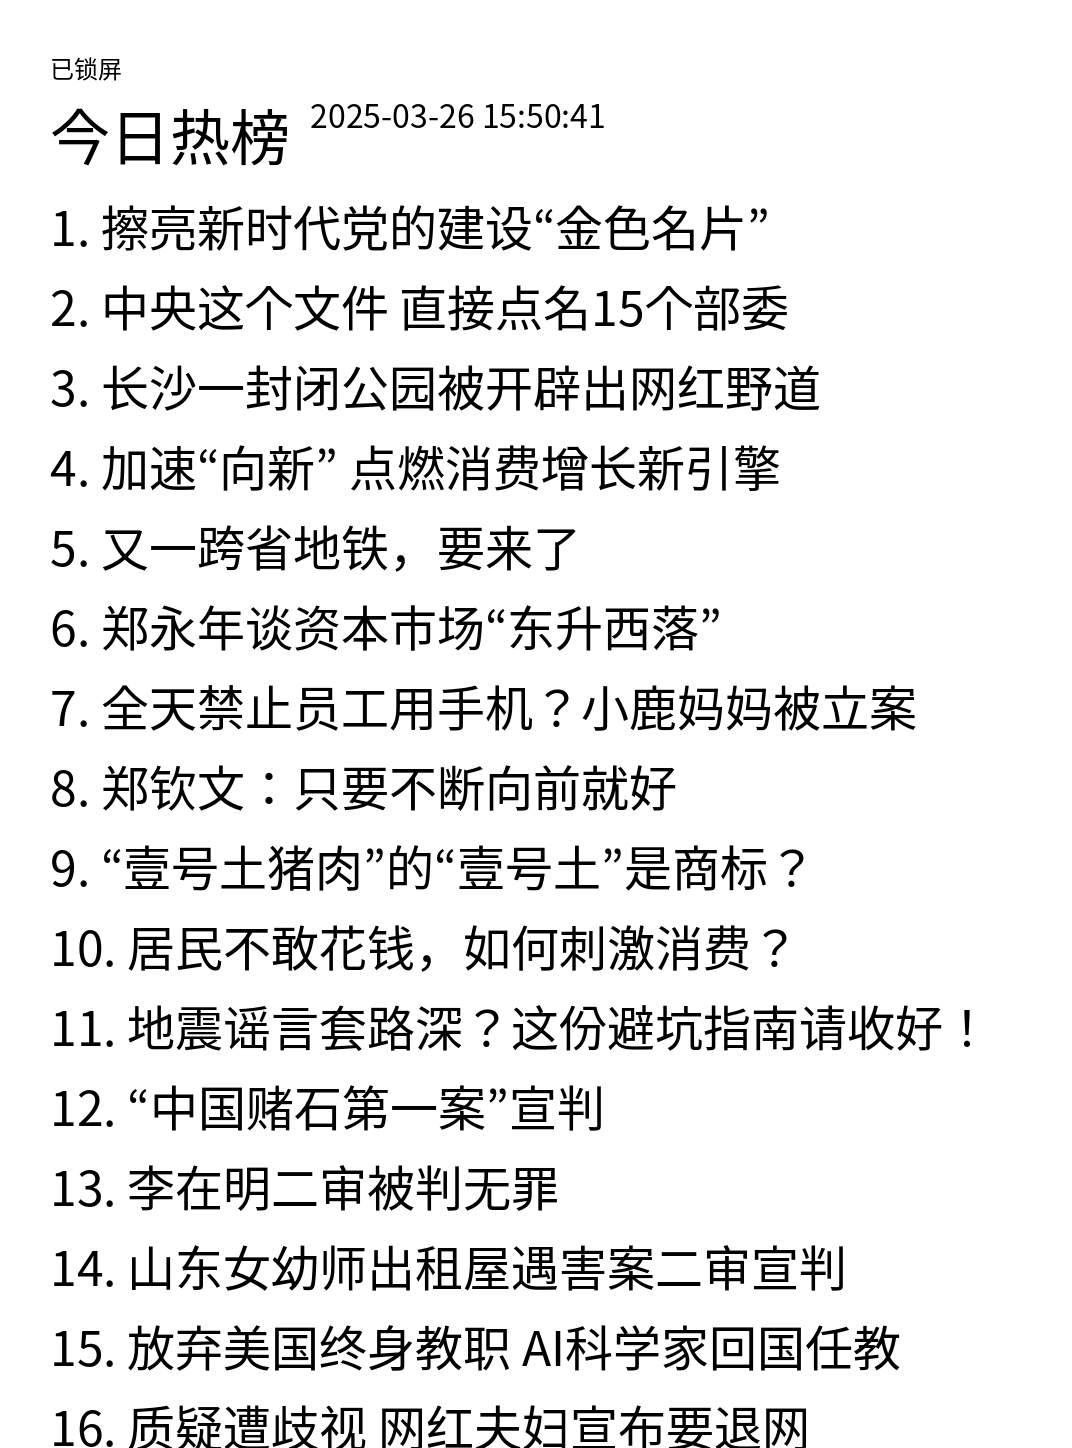 已锁屏
今日热榜 2025-03-26 15:50:41
1. 擦亮新时代党的建设“金色名片”
2. 中央这个文件 直接点名15个部委
3. 长沙一封闭公园被开辟出网红野道
4. 加速“向新” 点燃消费增长新引擎
5. 又一跨省地铁，要来了
6. 郑永年谈资本市场“东升西落”
7. 全天禁止员工用手机？小鹿妈妈被立案
8. 郑钦文：只要不断向前就好
9. “壹号土猪肉”的“壹号土”是商标？
10. 居民不敢花钱，如何刺激消费？
11. 地震谣言套路深？这份避坑指南请收好！
12. “中国赌石第一案”宣判
13. 李在明二审被判无罪
14. 山东女幼师出租屋遇害案二审宣判
15. 放弃美国终身教职 AI科学家回国任教
16. 质疑遭歧视 网红夫妇宣布要退网